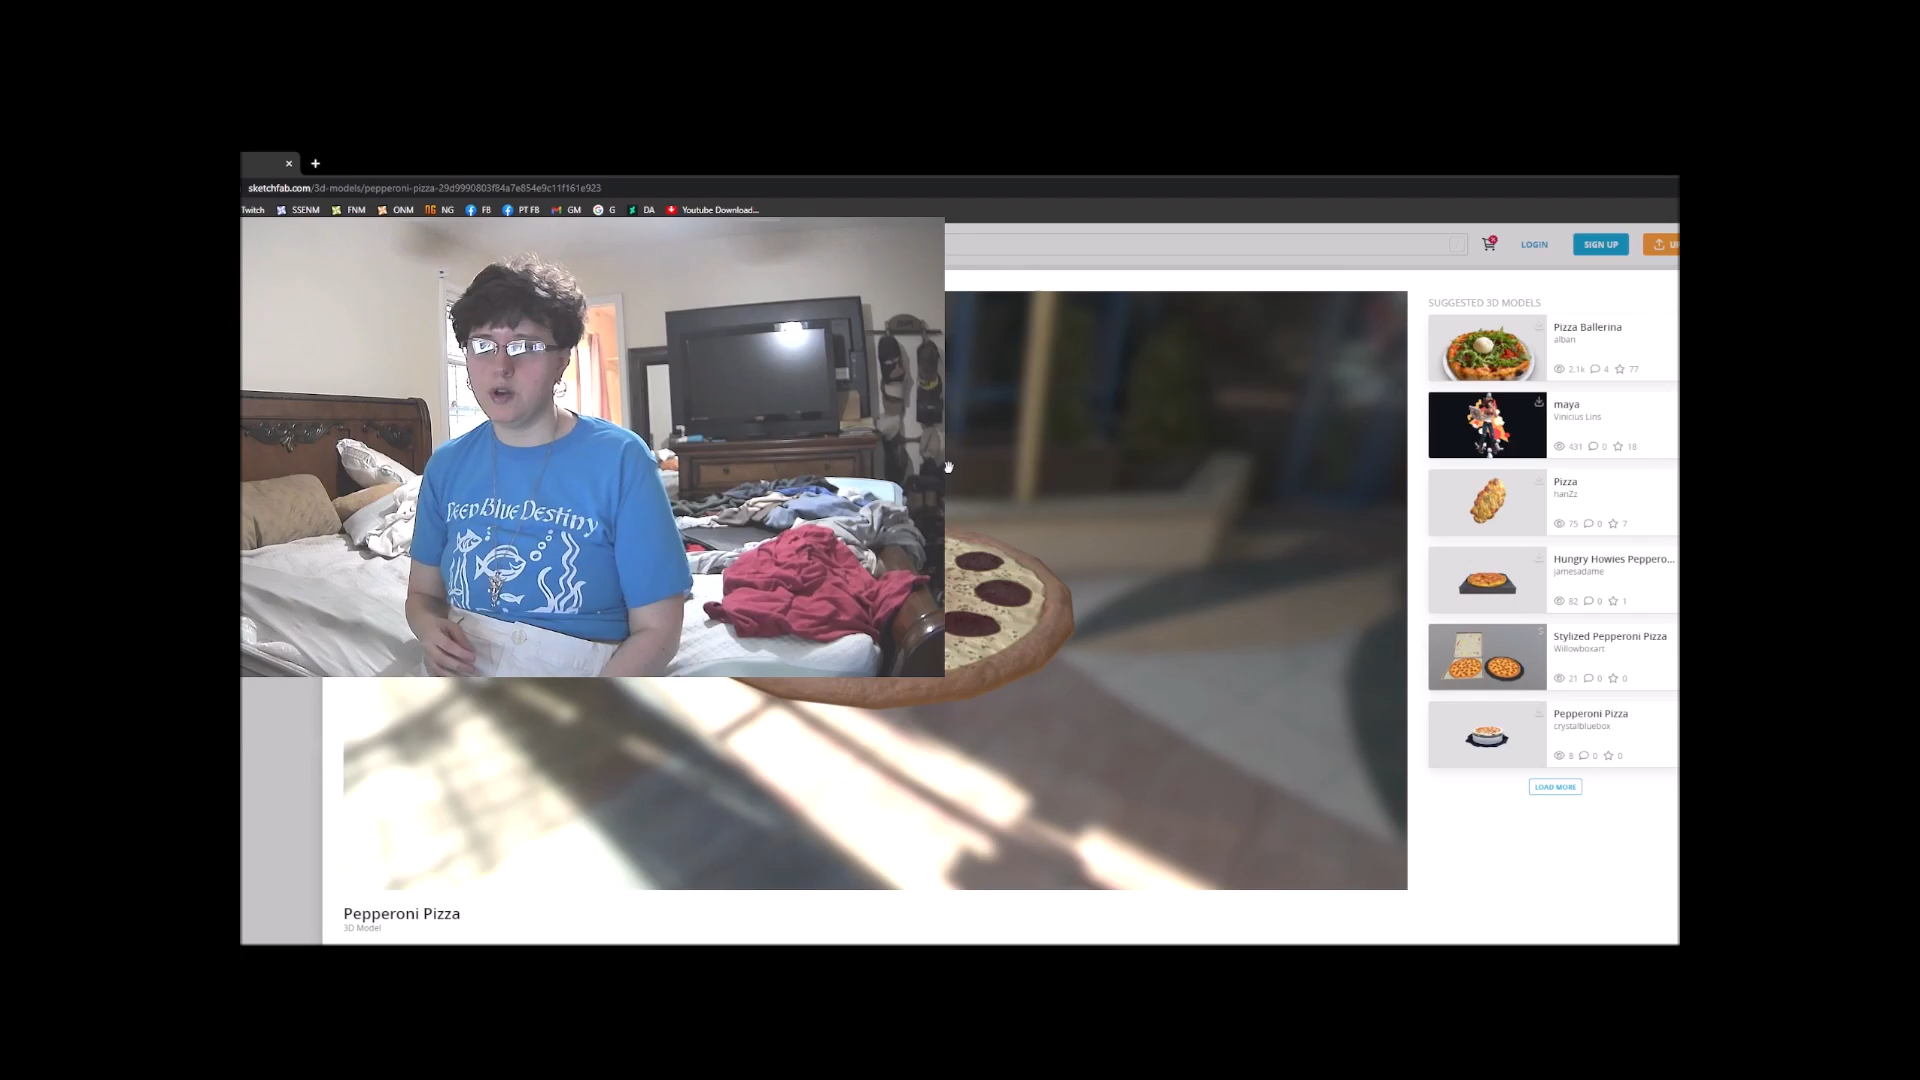 sketchfab.com/3d-models/pepperoni-pizza-29d9990803f84a7e854e9c11f161e923
Twitch SSENM FNM ONM NG FB PT FB GM G DA Youtube Download...
LOGIN SIGN UP
SUGGESTED 3D MODELS
Pizza Ballerina
alban
2.1k 4 77
maya
Vinicius Lins
431 0 18
Pizza
hanZz
75 0 7
Hungry Howies Peppero...
jamesadame
82 0 1
Stylized Pepperoni Pizza
Willowboxart
21 0 0
Pepperoni Pizza
crystalbluebox
8 0 0
LOAD MORE
Deep Blue Destiny
Pepperoni Pizza
3D Model